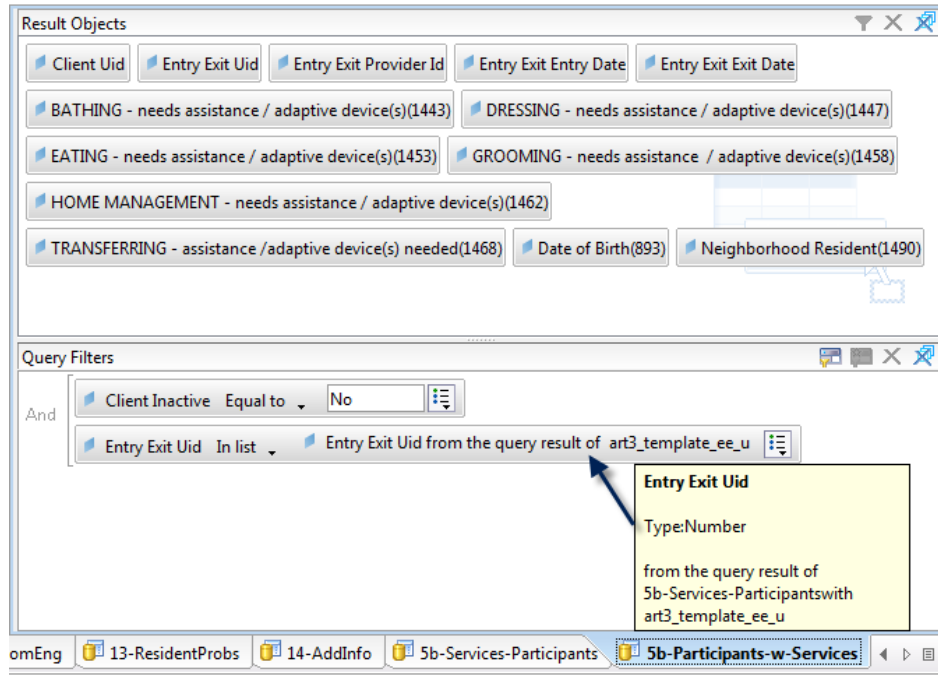 Result Objects
Client Uid Entry Exit Uid Entry Exit Provider Id Entry Exit Entry Date Entry Exit Exit Date
BATHING - needs assistance / adaptive device(s)(1443) DRESSING - needs assistance / adaptive device(s)(1447)
EATING - needs assistance / adaptive device(s)(1453) GROOMING - needs assistance / adaptive device(s)(1458)
HOME MANAGEMENT - needs assistance / adaptive device(s)(1462)
TRANSFERRING - assistance /adaptive device(s) needed(1468) Date of Birth(893) Neighborhood Resident(1490)
Query Filters
And
Client Inactive Equal to No
Entry Exit Uid In list Entry Exit Uid from the query result of art3_template_ee_u
Entry Exit Uid
Type:Number
from the query result of
5b-Services-Participantswith
art3_template_ee_u
omEng 13-ResidentProbs 14-AddInfo 5b-Services-Participants 5b-Participants-w-Services